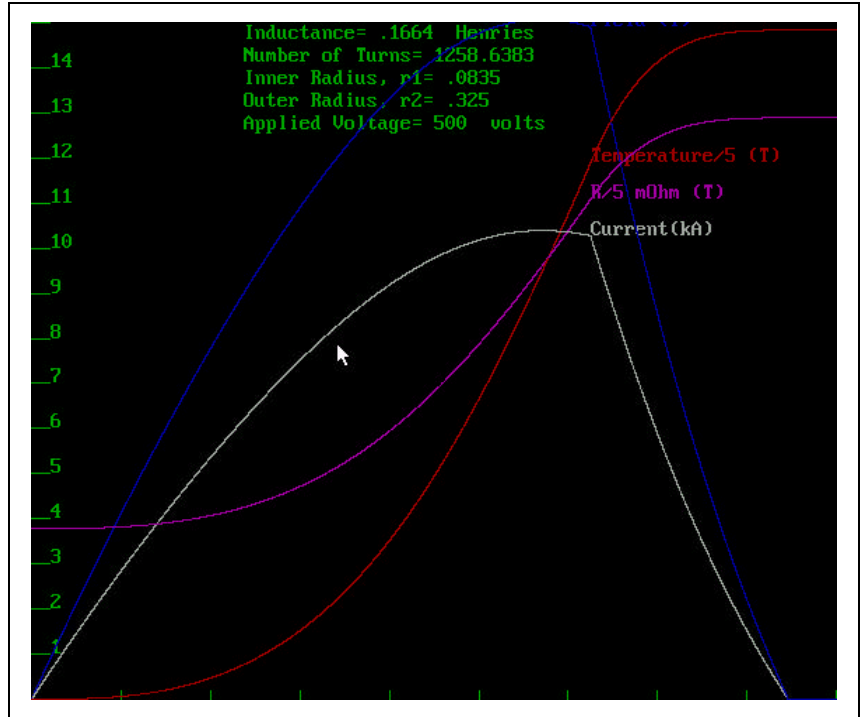 Inductance= .1664 Henries
Number of Turns= 1258.6383
Inner Radius, r1= .0835
Outer Radius, r2= .325
Applied Voltage= 500 volts
14
13
12
Temperature/5 (T)
R/5 mOhm (T)
11
Current(kA)
10
9
8
7
6
5
4
3
2
1